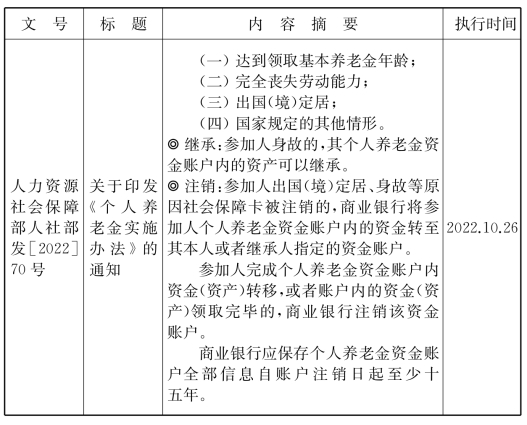 文 号
标 题
内 容 摘 要
执行时间
人力资源
社会保障
部人社部
发[2022]
70号
关于印发
《个人养
老金实施
办法》的
通知
（一）达到领取基本养老金年龄；
（二）完全丧失劳动能力；
（三）出国(境)定居；
（四）国家规定的其他情形。
◎ 继承：参加人身故的，其个人养老金资
金账户内的资产可以继承。
◎ 注销：参加人出国(境)定居、身故等原
因社会保障卡被注销的，商业银行将参
加人个人养老金资金账户内的资金转至
其本人或者继承人指定的资金账户。
参加人完成个人养老金资金账户内
资金(资产)转移，或者账户内的资金(资
产)领取完毕的，商业银行注销该资金
账户。
商业银行应保存个人养老金资金账
户全部信息自账户注销日起至少十
五年。
2022.10.26